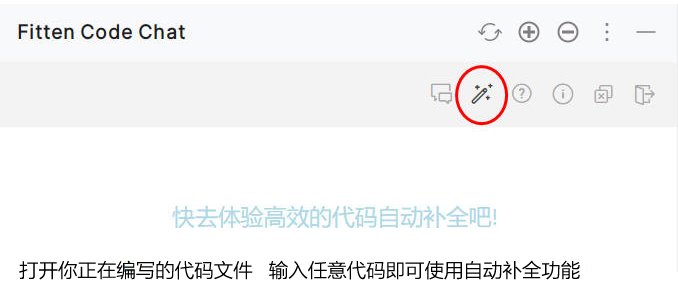 Fitten Code Chat
快去体验高效的代码自动补全吧!
打开你正在编写的代码文件 输入任意代码即可使用自动补全功能